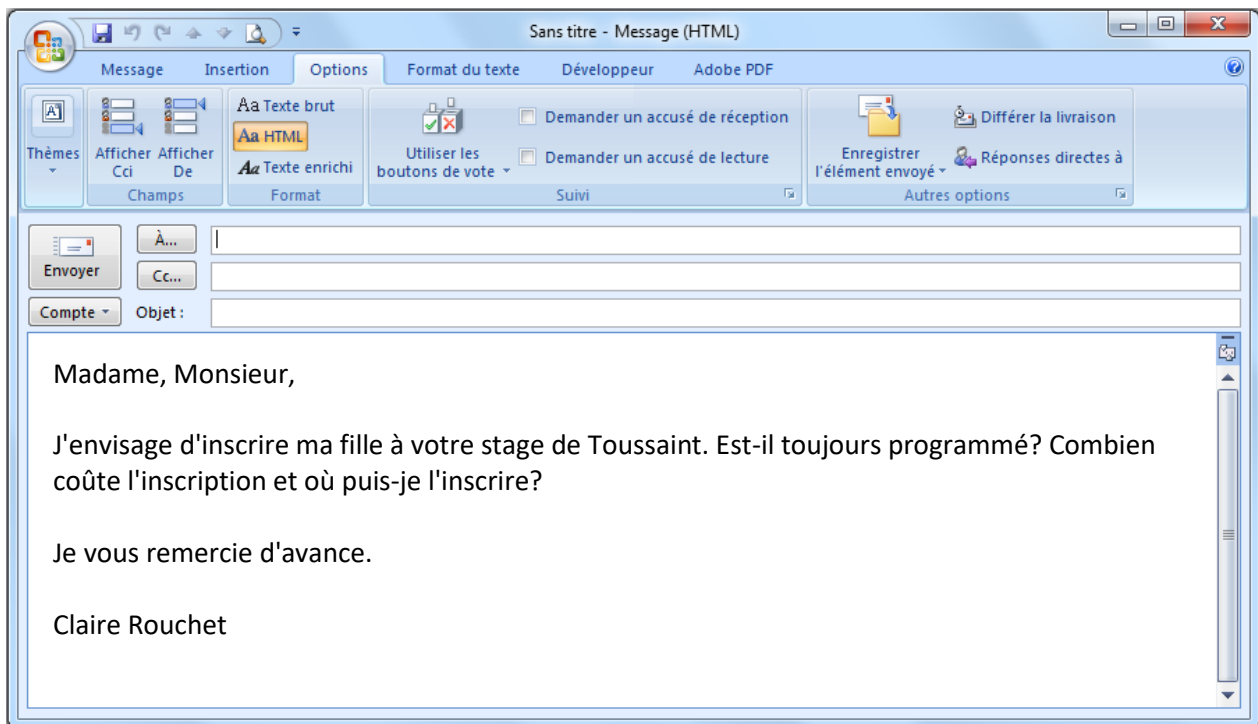 Sans titre - Message (HTML)
Message Insertion Options Format du texte Développeur Adobe PDF
Thèmes
Afficher Cci
Afficher De
Champs
Aa Texte brut
Aa HTML
Aa Texte enrichi
Format
Utiliser les
boutons de vote
Demander un accusé de réception
Demander un accusé de lecture
Suivi
Enregistrer
l'élément envoyé
Différer la livraison
Réponses directes à
Autres options
Envoyer
À...
Cc...
Compte
Objet :
Madame, Monsieur,
J'envisage d'inscrire ma fille à votre stage de Toussaint. Est-il toujours programmé? Combien
coûte l'inscription et où puis-je l'inscrire?
Je vous remercie d'avance.
Claire Rouchet